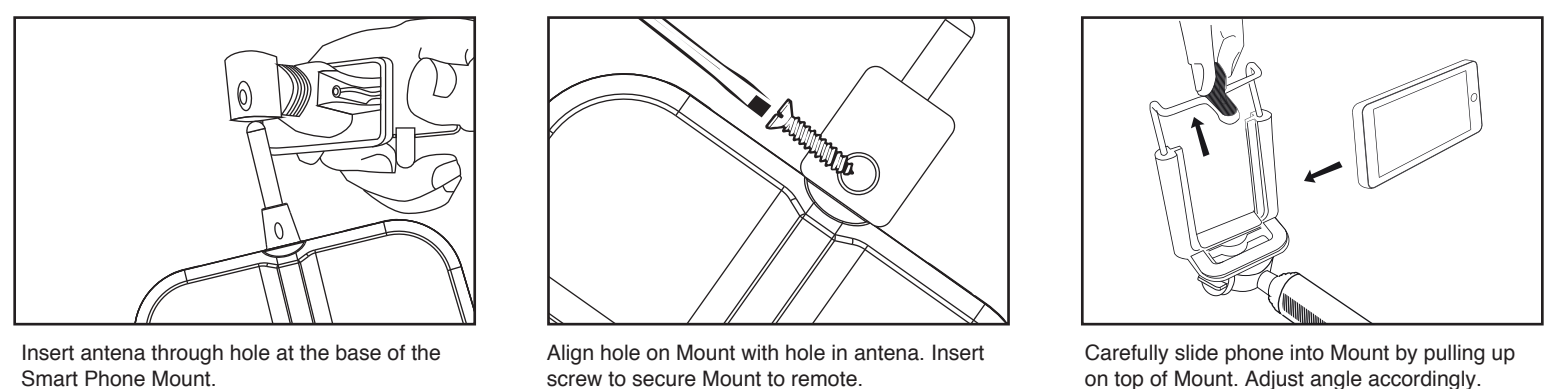 Insert antena through hole at the base of the
Smart Phone Mount.
Align hole on Mount with hole in antena. Insert
screw to secure Mount to remote.
Carefully slide phone into Mount by pulling up
on top of Mount. Adjust angle accordingly.